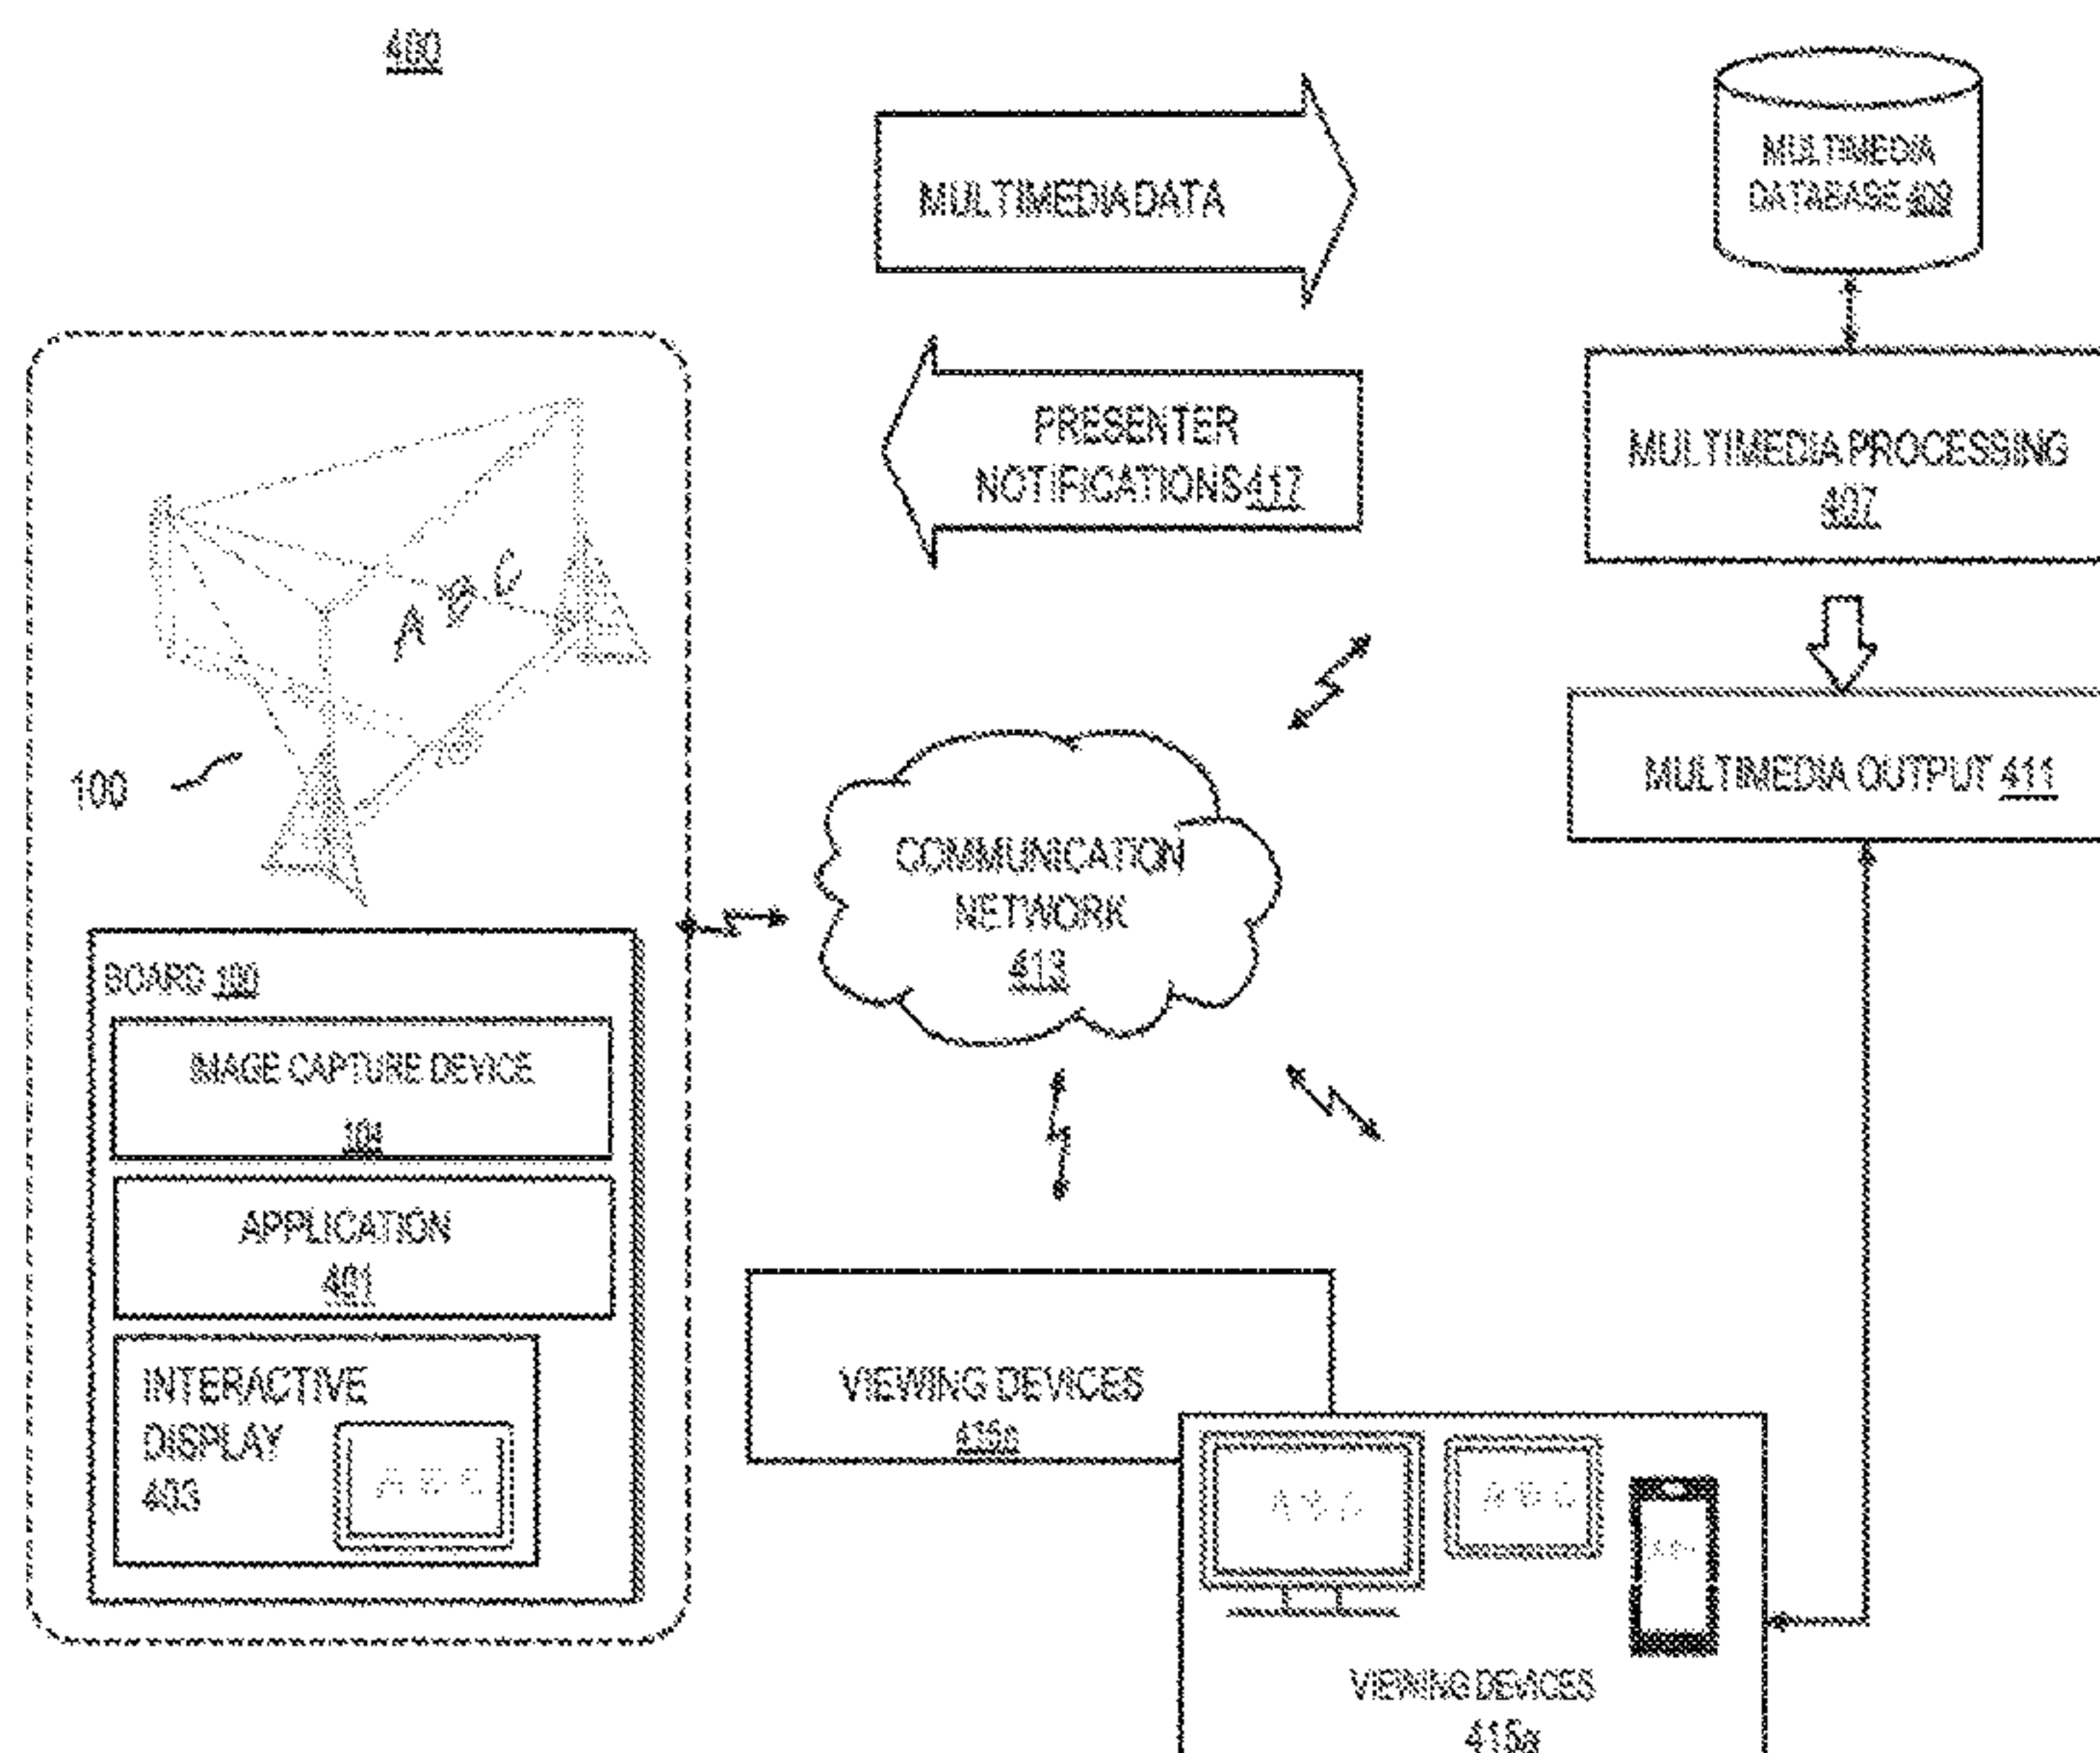 400
MULTIMEDIA DATA
MULTIMEDIA
DATABASE 409
PRESENTER
NOTIFICATIONS 417
MULTIMEDIA PROCESSING
407
A B C
100
MULTIMEDIA OUTPUT 411
COMMUNICATION
NETWORK
413
BOARD 100
IMAGE CAPTURE DEVICE
104
APPLICATION
401
INTERACTIVE
DISPLAY
403
A B C
VIEWING DEVICES
A B C
A B C
VIEWING DEVICES